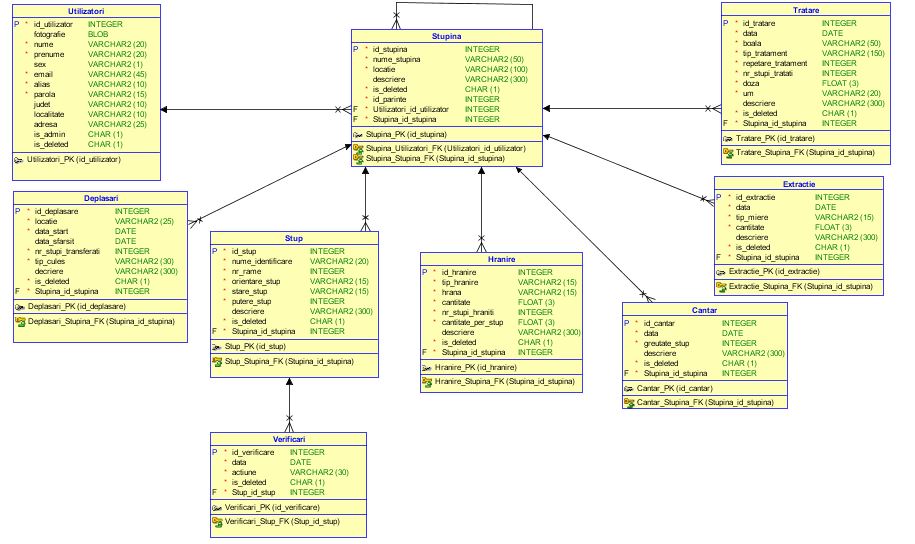 Utilizatori
P * id_utilizator INTEGER
fotografie BLOB
* nume VARCHAR2 (20)
* prenume VARCHAR2 (20)
sex VARCHAR2 (1)
* email VARCHAR2 (45)
* alias VARCHAR2 (10)
* parola VARCHAR2 (15)
judet VARCHAR2 (10)
localitate VARCHAR2 (10)
adresa VARCHAR2 (25)
is_admin CHAR (1)
is_deleted CHAR (1)
Utilizatori_PK (id_utilizator)
Stupina
P * id_stupina INTEGER
* nume_stupina VARCHAR2 (50)
* locatie VARCHAR2 (100)
descriere VARCHAR2 (300)
* is_deleted CHAR (1)
id_parinte INTEGER
F * Utilizatori_id_utilizator INTEGER
F * Stupina_id_stupina INTEGER
Stupina_PK (id_stupina)
Stupina_Utilizatori_FK (Utilizatori_id_utilizator)
Stupina_Stupina_FK (Stupina_id_stupina)
Tratare
P * id_tratare INTEGER
* data DATE
* boala VARCHAR2 (50)
* tip_tratament VARCHAR2 (150)
* repetare_tratament INTEGER
* nr_stupi_tratati INTEGER
* doza FLOAT (3)
* um VARCHAR2 (20)
descriere VARCHAR2 (300)
* is_deleted CHAR (1)
F * Stupina_id_stupina INTEGER
Tratare_PK (id_tratare)
Tratare_Stupina_FK (Stupina_id_stupina)
Deplasari
P * id_deplasare INTEGER
* locatie VARCHAR2 (25)
* data_start DATE
data_sfarsit DATE
* nr_stupi_transferati INTEGER
* tip_cules VARCHAR2 (30)
decriere VARCHAR2 (300)
* is_deleted CHAR (1)
F * Stupina_id_stupina INTEGER
Deplasari_PK (id_deplasare)
Deplasari_Stupina_FK (Stupina_id_stupina)
Extractie
P * id_extractie INTEGER
* data DATE
* tip_miere VARCHAR2 (15)
* cantitate FLOAT (3)
descriere VARCHAR2 (300)
* is_deleted CHAR (1)
F * Stupina_id_stupina INTEGER
Extractie_PK (id_extractie)
Extractie_Stupina_FK (Stupina_id_stupina)
Stup
P * id_stup INTEGER
* nume_identificare VARCHAR2 (20)
* nr_rame INTEGER
* orientare_stup VARCHAR2 (15)
* stare_stup VARCHAR2 (15)
* putere_stup INTEGER
descriere VARCHAR2 (300)
* is_deleted CHAR (1)
F * Stupina_id_stupina INTEGER
Stup_PK (id_stup)
Stup_Stupina_FK (Stupina_id_stupina)
Hranire
P * id_hranire INTEGER
* tip_hranire VARCHAR2 (15)
* hrana VARCHAR2 (15)
* cantitate FLOAT (3)
* nr_stupi_hraniti INTEGER
* cantitate_per_stup FLOAT (3)
descriere VARCHAR2 (300)
* is_deleted CHAR (1)
F * Stupina_id_stupina INTEGER
Hranire_PK (id_hranire)
Hranire_Stupina_FK (Stupina_id_stupina)
Cantar
P * id_cantar INTEGER
* data DATE
* greutate_stup INTEGER
descriere VARCHAR2 (300)
* is_deleted CHAR (1)
F * Stupina_id_stupina INTEGER
Cantar_PK (id_cantar)
Cantar_Stupina_FK (Stupina_id_stupina)
Verificari
P * id_verificare INTEGER
* data DATE
* actiune VARCHAR2 (30)
* is_deleted CHAR (1)
F * Stup_id_stup INTEGER
Verificari_PK (id_verificare)
Verificari_Stup_FK (Stup_id_stup)